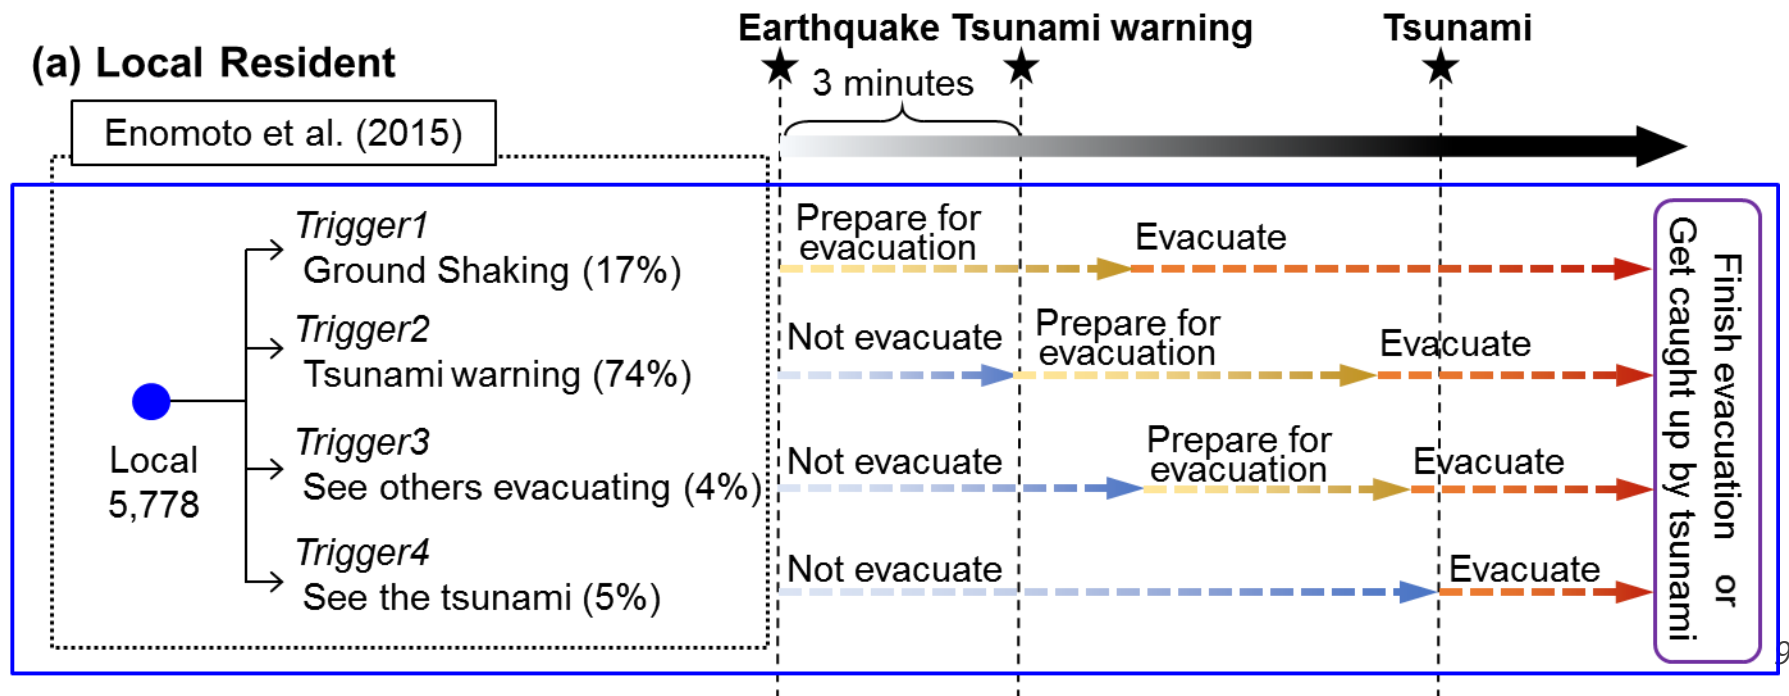 Earthquake Tsunami warning Tsunami
(a) Local Resident
3 minutes
Enomoto et al. (2015)
Trigger1
Ground Shaking (17%)
Prepare for
evacuation
Evacuate
Trigger2
Tsunami warning (74%)
Not evacuate
Prepare for
evacuation
Evacuate
Trigger3
See others evacuating (4%)
Not evacuate
Prepare for
evacuation
Evacuate
Trigger4
See the tsunami (5%)
Not evacuate
Evacuate
Local
5,778
Finish evacuation or
Get caught up by tsunami
9